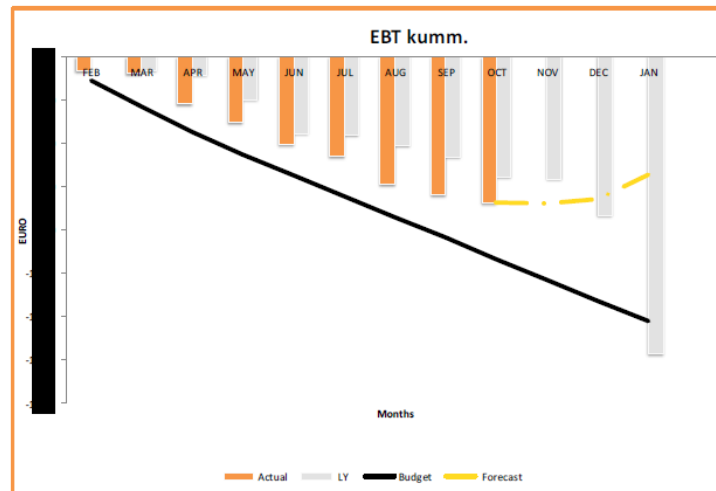 EBT kumm.
FEB MAR APR MAY JUN JUL AUG SEP OCT NOV DEC JAN
EURO
Months
Actual LY Budget Forecast